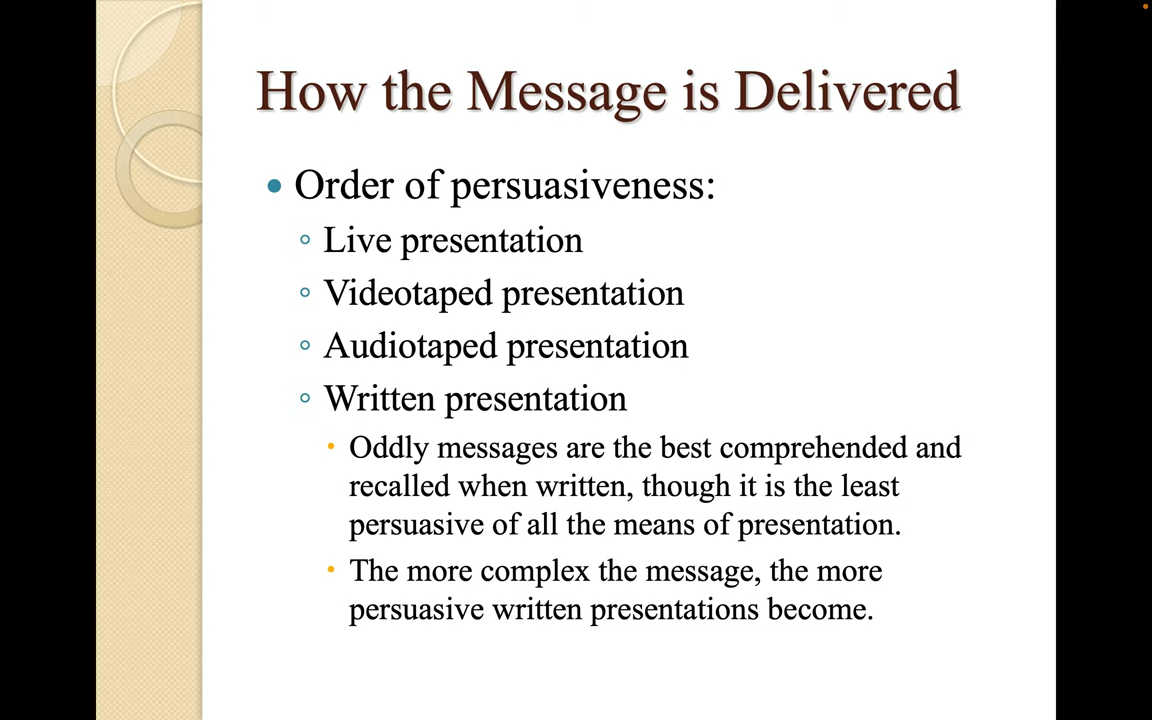 How the Message is Delivered
Order of persuasiveness:
Live presentation
Videotaped presentation
Audiotaped presentation
Written presentation
Oddly messages are the best comprehended and
recalled when written, though it is the least
persuasive of all the means of presentation.
The more complex the message, the more
persuasive written presentations become.